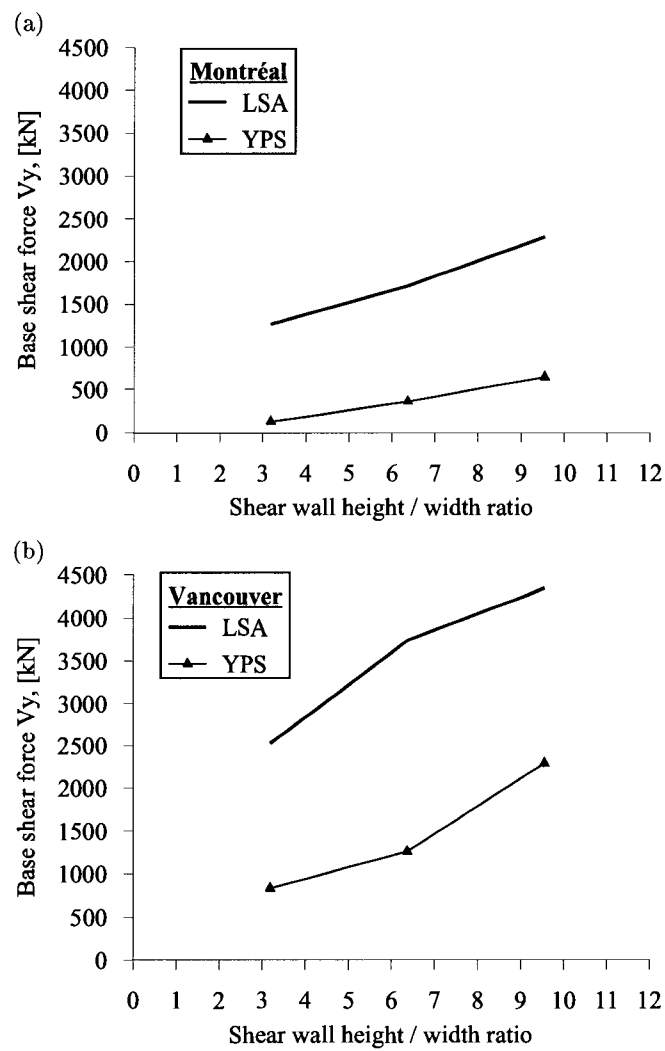 (a)
4500
4000
3500
3000
2500
2000
1500
1000
500
0
Base shear force Vy, [kN]
Montréal
LSA
YPS
0 1 2 3 4 5 6 7 8 9 10 11 12
Shear wall height / width ratio
(b)
4500
4000
3500
3000
2500
2000
1500
1000
500
0
Base shear force Vy, [kN]
Vancouver
LSA
YPS
0 1 2 3 4 5 6 7 8 9 10 11 12
Shear wall height / width ratio